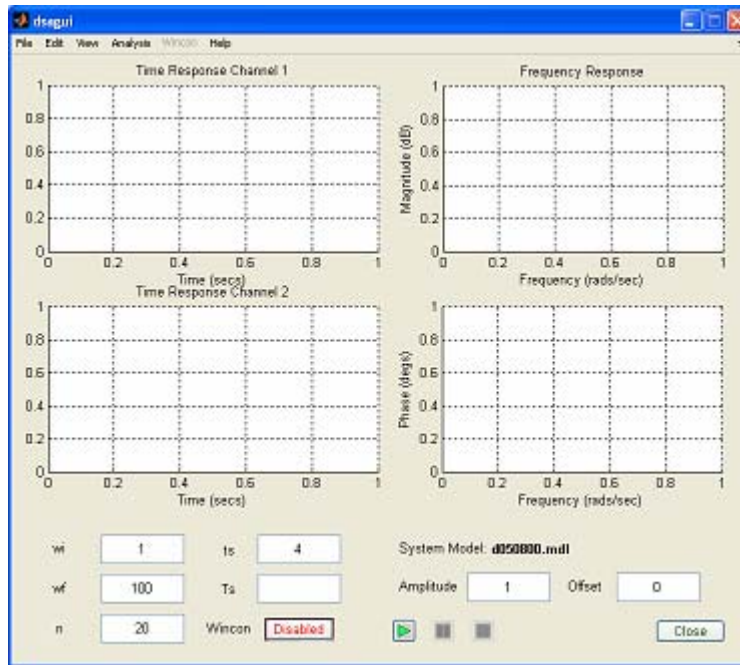 dsagui
File Edit View Analysis Wincon Help
Time Response Channel 1
1
0.8
0.6
0.4
0.2
0
0 0.2 0.4 0.6 0.8 1
Time (secs)
Frequency Response
Magnitude (dB)
1
0.8
0.6
0.4
0.2
0
0 0.2 0.4 0.6 0.8 1
Frequency (rads/sec)
Time Response Channel 2
1
0.8
0.6
0.4
0.2
0
0 0.2 0.4 0.6 0.8 1
Time (secs)
Phase (degs)
1
0.8
0.6
0.4
0.2
0
0 0.2 0.4 0.6 0.8 1
Frequency (rads/sec)
wi 1 ts 4
wf 100 Ts
n 20 Wincon Disabled
System Model: d050800.mdl
Amplitude 1 Offset 0
Close